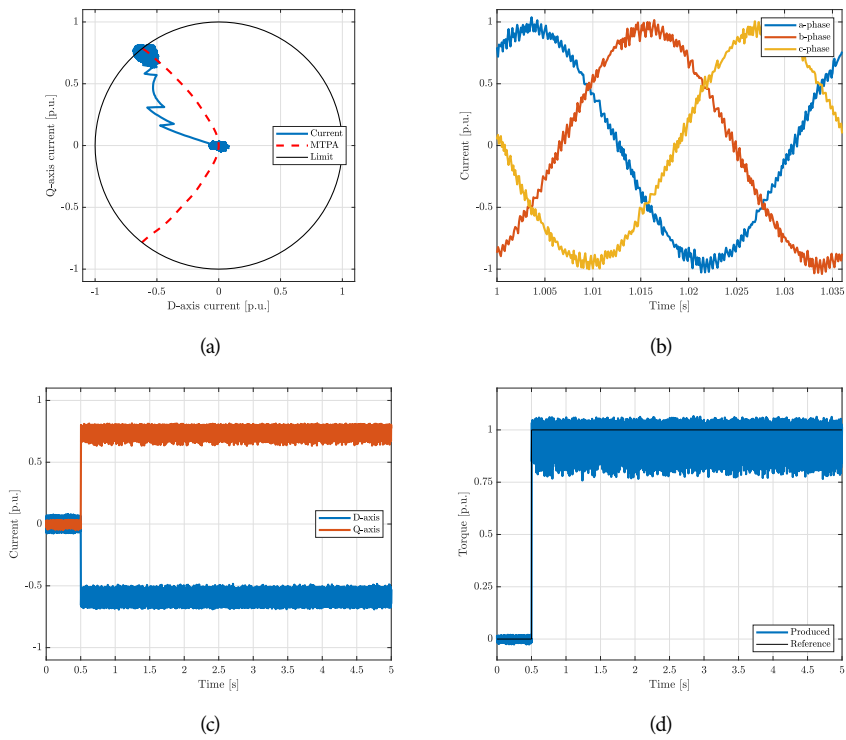 1
0.5
0
-0.5
-1
Q-axis current [p.u.]
Current
MTPA
Limit
-1
-0.5
0
0.5
1
D-axis current [p.u.]
(a)
1
0.5
0
-0.5
-1
Current [p.u.]
a-phase
b-phase
c-phase
1
1.005
1.01
1.015
1.02
1.025
1.03
1.035
Time [s]
(b)
1
0.5
0
-0.5
-1
Current [p.u.]
D-axis
Q-axis
0
0.5
1
1.5
2
2.5
3
3.5
4
4.5
5
Time [s]
(c)
1
0.75
0.5
0.25
0
Torque [p.u.]
Produced
Reference
0
0.5
1
1.5
2
2.5
3
3.5
4
4.5
5
Time [s]
(d)